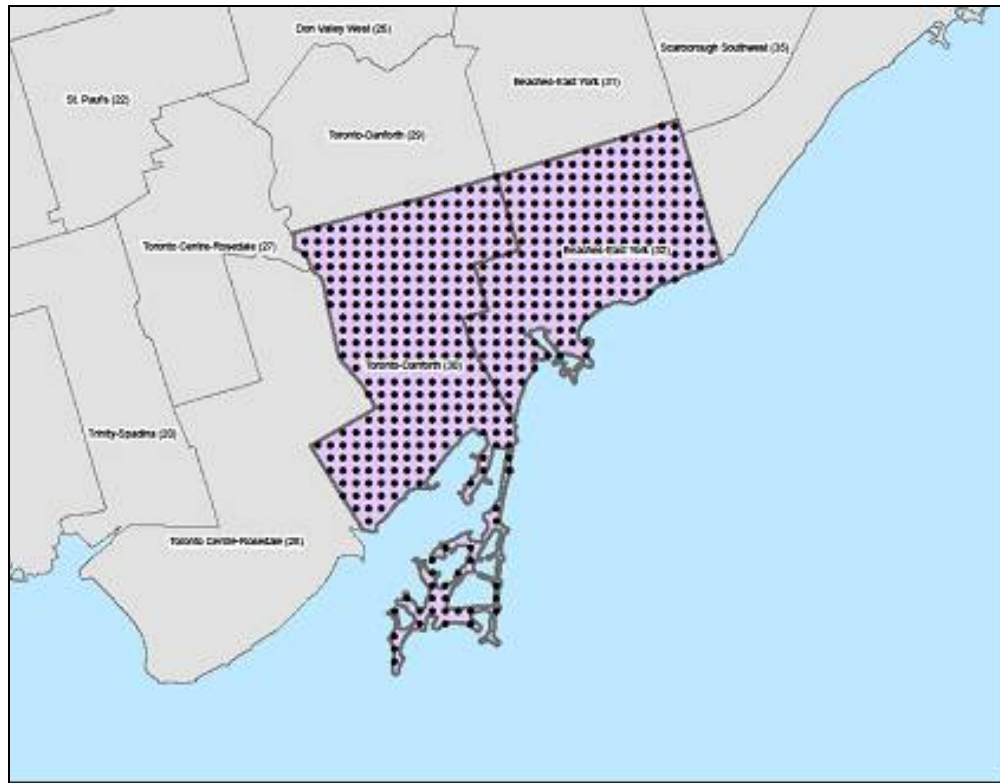 Don Valley West (25)
Scarborough Southwest (35)
Beaches-East York (31)
St. Paul's (22)
Toronto-Danforth (29)
Toronto Centre-Rosedale (27)
Beaches-East York (32)
Toronto-Danforth (30)
Trinity-Spadina (20)
Toronto Centre-Rosedale (28)